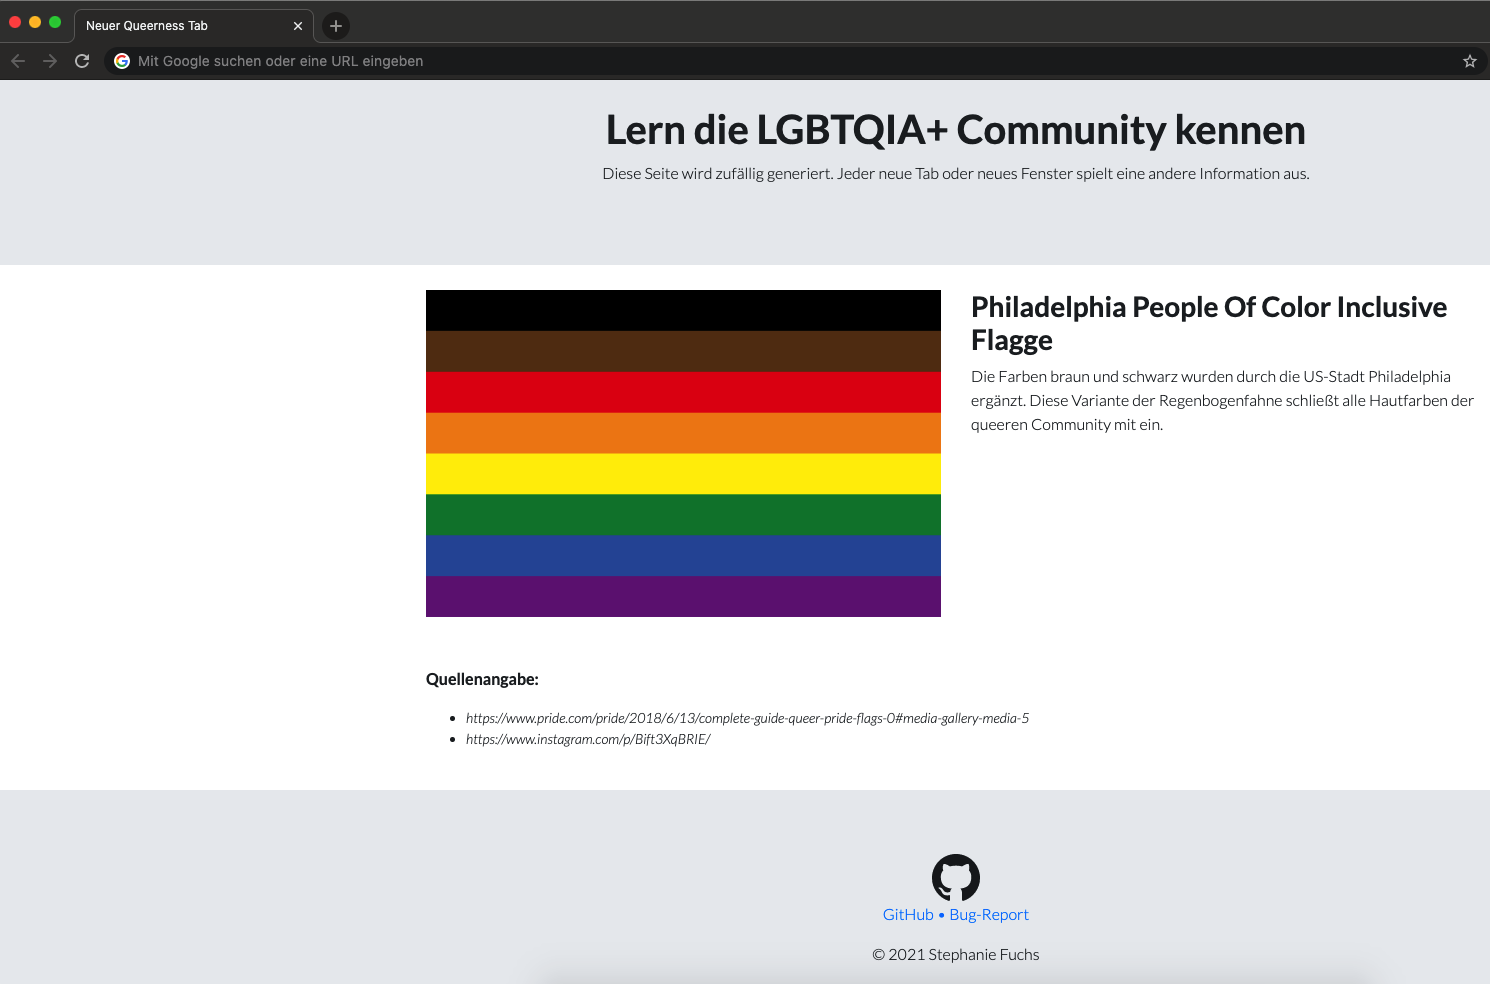 Neuer Queerness Tab
Mit Google suchen oder eine URL eingeben
Lern die LGBTQIA+ Community kennen
Diese Seite wird zufällig generiert. Jeder neue Tab oder neues Fenster spielt eine andere Information aus.
Philadelphia People Of Color Inclusive
Flagge
Die Farben braun und schwarz wurden durch die US-Stadt Philadelphia
ergänzt. Diese Variante der Regenbogenfahne schließt alle Hautfarben der
queeren Community mit ein.
Quellenangabe:
• https://www.pride.com/pride/2018/6/13/complete-guide-queer-pride-flags-0#media-gallery-media-5
• https://www.instagram.com/p/Bift3XqBRIE/
GitHub • Bug-Report
© 2021 Stephanie Fuchs